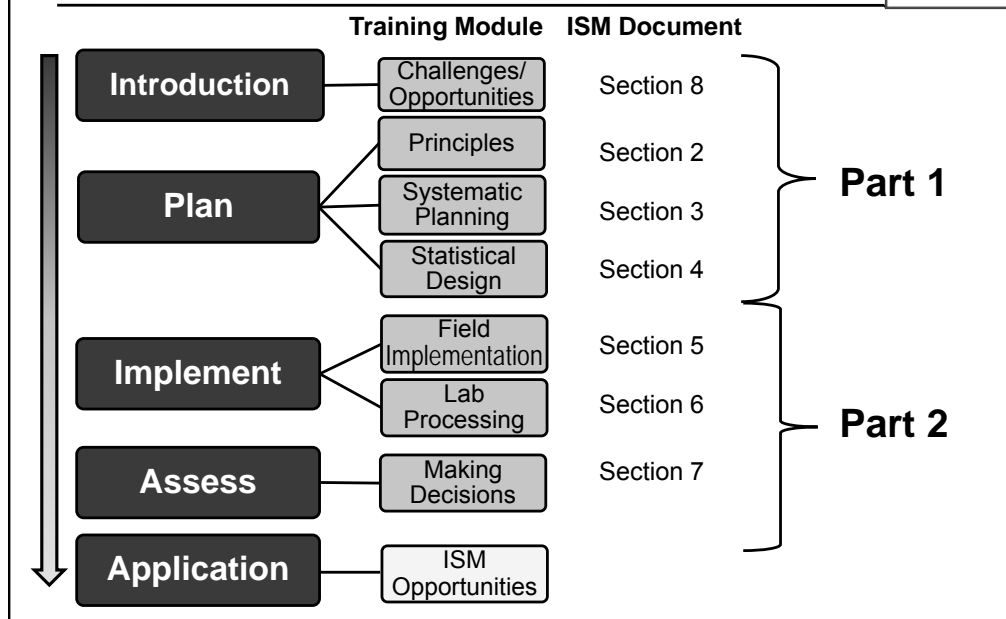 Training Module ISM Document
Introduction
Challenges/
Opportunities
Section 8
Plan
Principles
Section 2
Systematic
Planning
Section 3
Statistical
Design
Section 4
Part 1
Implement
Field
Implementation
Section 5
Lab
Processing
Section 6
Part 2
Assess
Making
Decisions
Section 7
Application
ISM
Opportunities